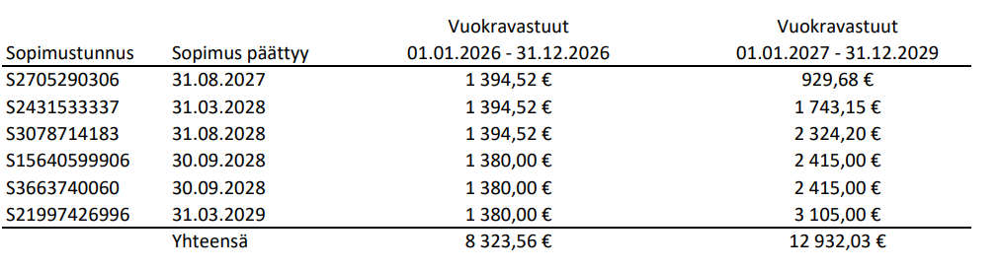 Vuokravastuut Vuokravastuut
Sopimustunnus Sopimus päättyy 01.01.2026 - 31.12.2026 01.01.2027 - 31.12.2029
S2705290306 31.08.2027 1 394,52 € 929,68 €
S2431533337 31.03.2028 1 394,52 € 1 743,15 €
S3078714183 31.08.2028 1 394,52 € 2 324,20 €
S15640599906 30.09.2028 1 380,00 € 2 415,00 €
S3663740060 30.09.2028 1 380,00 € 2 415,00 €
S21997426996 31.03.2029 1 380,00 € 3 105,00 €
Yhteensä 8 323,56 € 12 932,03 €